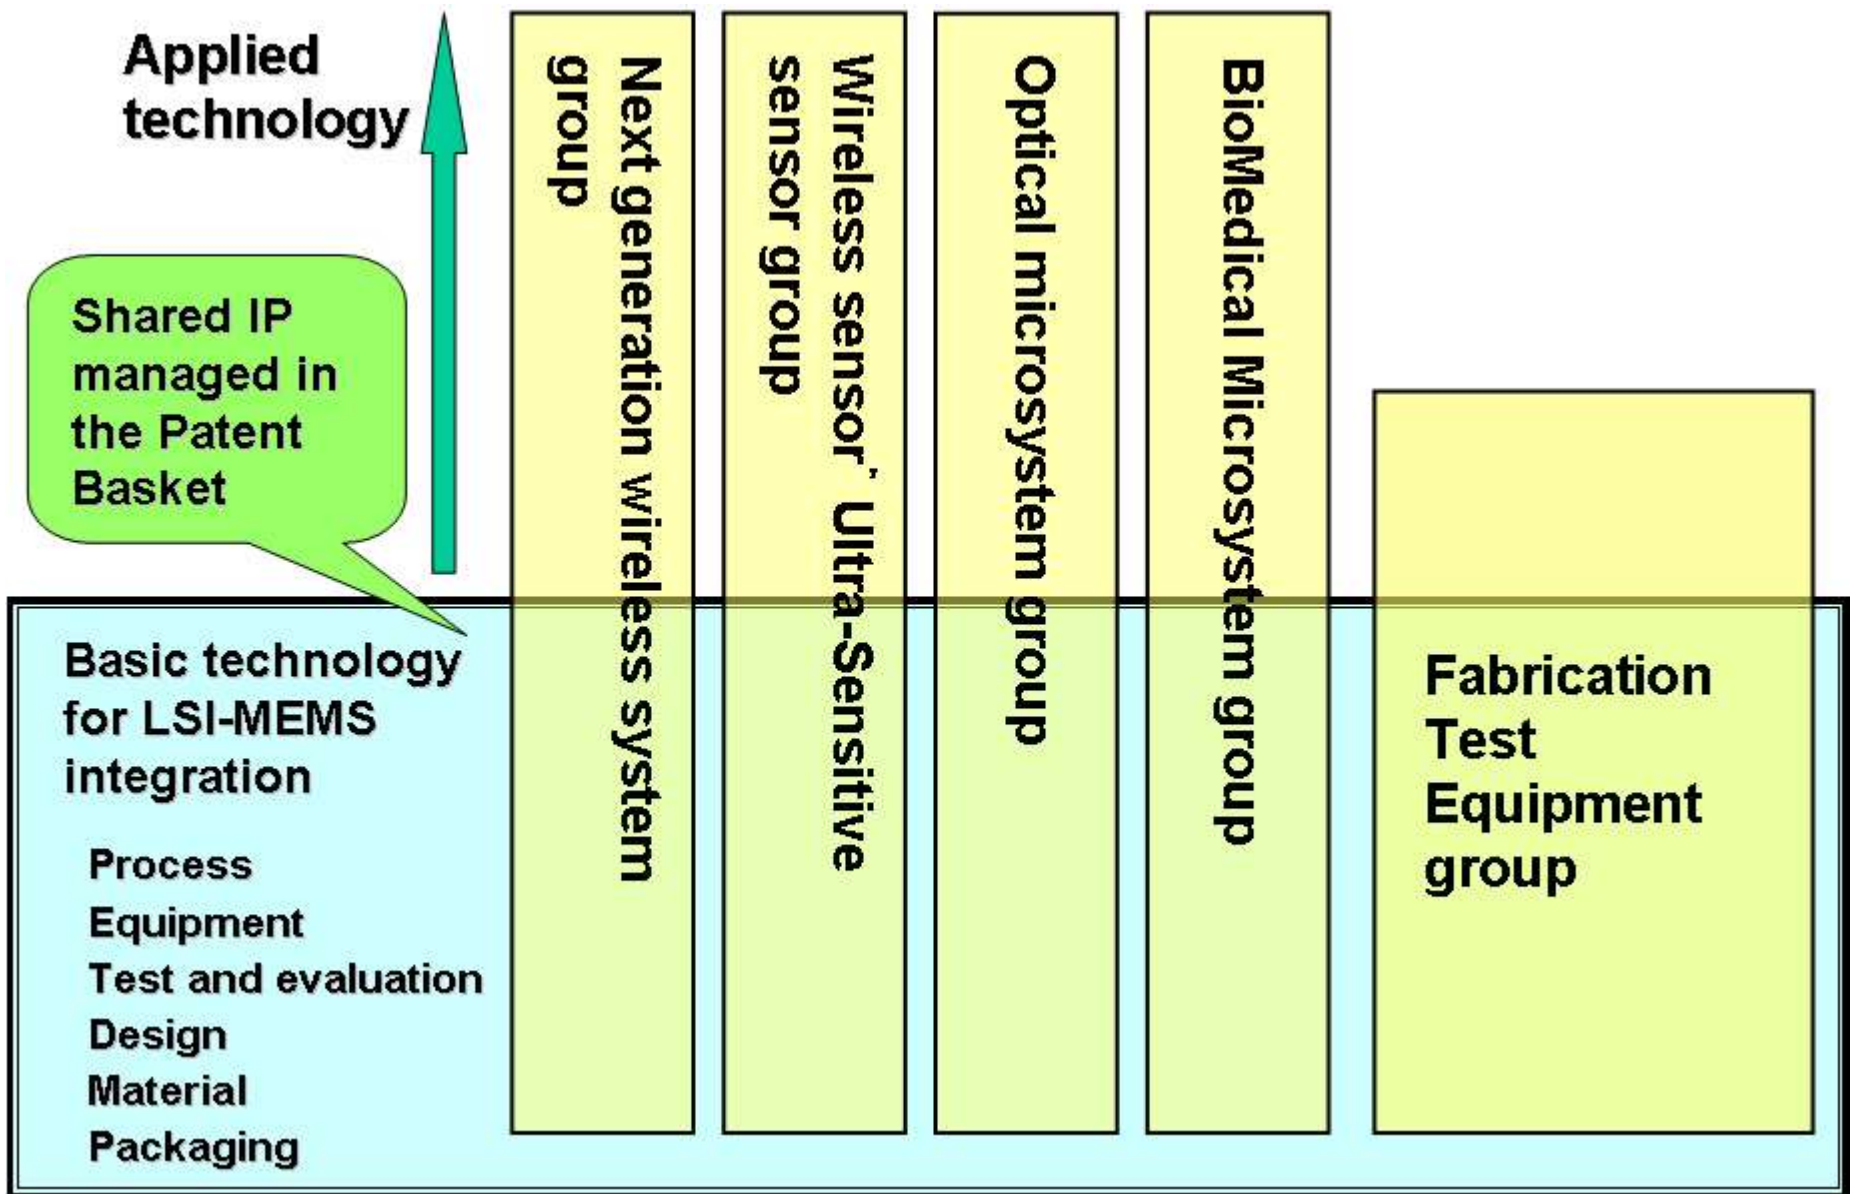 Applied
technology
Shared IP
managed in
the Patent
Basket
Basic technology
for LSI-MEMS
integration
Process
Equipment
Test and evaluation
Design
Material
Packaging
Next generation wireless system
group
Wireless sensor、Ultra-Sensitive
sensor group
Optical microsystem group
BioMedical Microsystem group
Fabrication
Test
Equipment
group